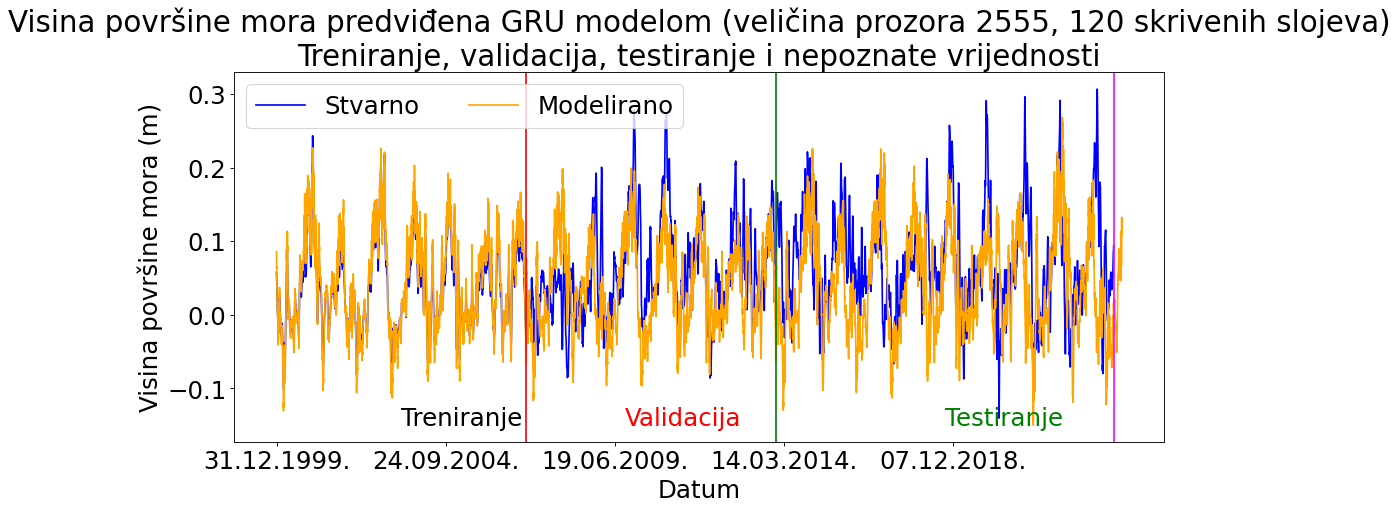 Visina površine mora predviđena GRU modelom (veličina prozora 2555, 120 skrivenih slojeva)
Treniranje, validacija, testiranje i nepoznate vrijednosti
Stvarno
Modelirano
Visina površine mora (m)
0.3
0.2
0.1
0.0
−0.1
Treniranje
Validacija
Testiranje
31.12.1999.
24.09.2004.
19.06.2009.
14.03.2014.
07.12.2018.
Datum